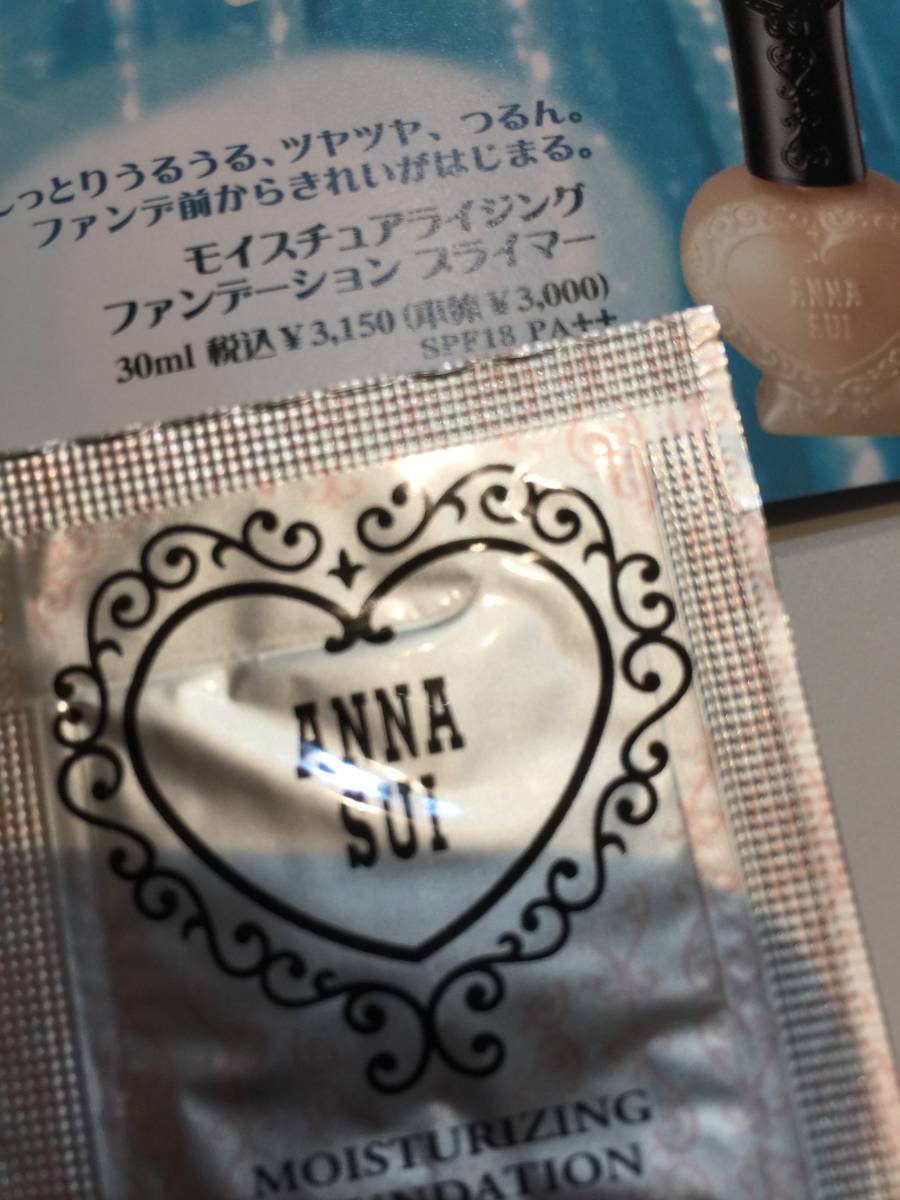 っとりうるうる、ツヤツヤ、つるん。
ファンデ前からきれいがはじまる。
モイスチュアライジング
ファンデーション プライマー
30ml 税込¥3,150(本体¥3,000)
SPF18 PA++
ANNA
SUI
ANNA
SUI
MOISTURIZING